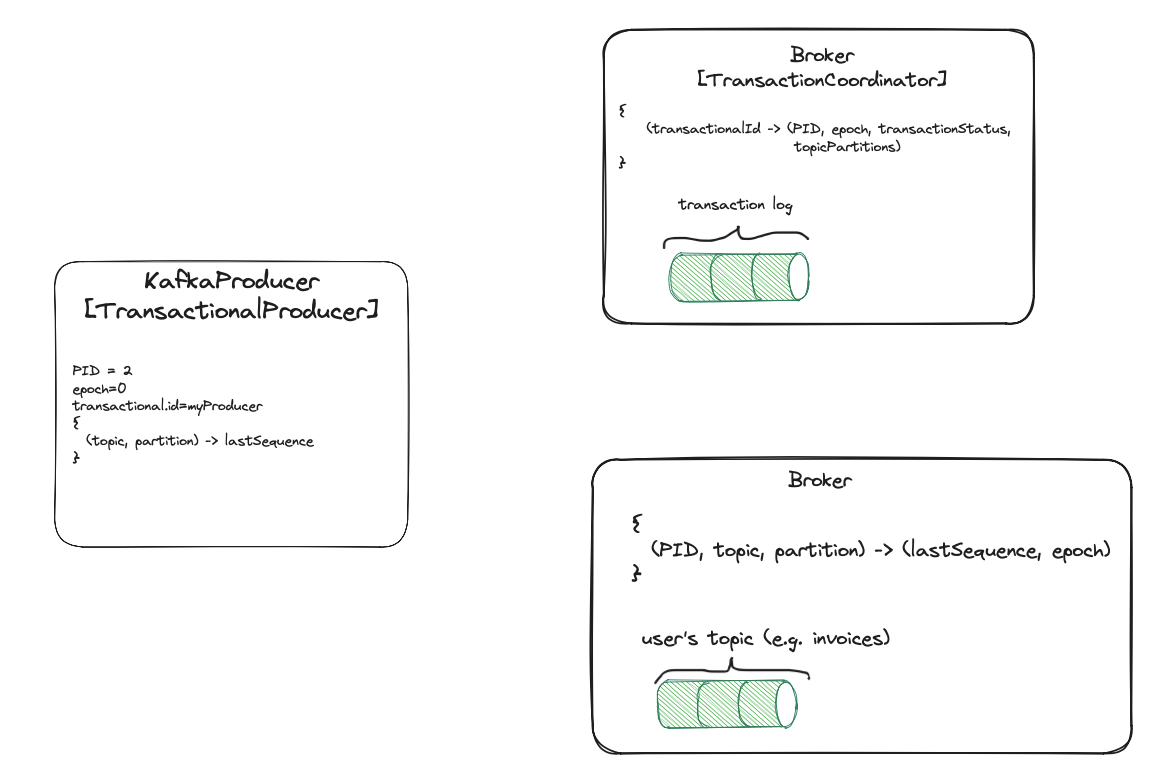 KafkaProducer
[TransactionalProducer]
PID = 2
epoch=0
transactional.id=myProducer
{
(topic, partition) -> lastSequence
}
Broker
[TransactionCoordinator]
{
(transactionalId -> (PID, epoch, transactionStatus,
topicPartitions)
}
transaction log
Broker
{
(PID, topic, partition) -> (lastSequence, epoch)
}
user's topic (e.g. invoices)